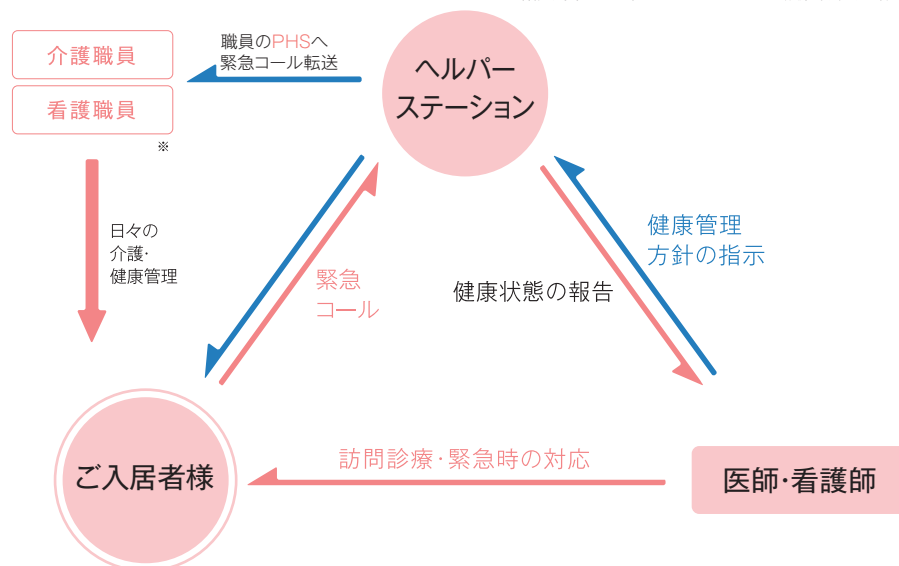 介護職員
看護職員
※
職員のPHSへ
緊急コール転送
ヘルパー
ステーション
日々の
介護・
健康管理
緊急
コール
健康状態の報告
健康管理
方針の指示
ご入居者様
訪問診療・緊急時の対応
医師・看護師